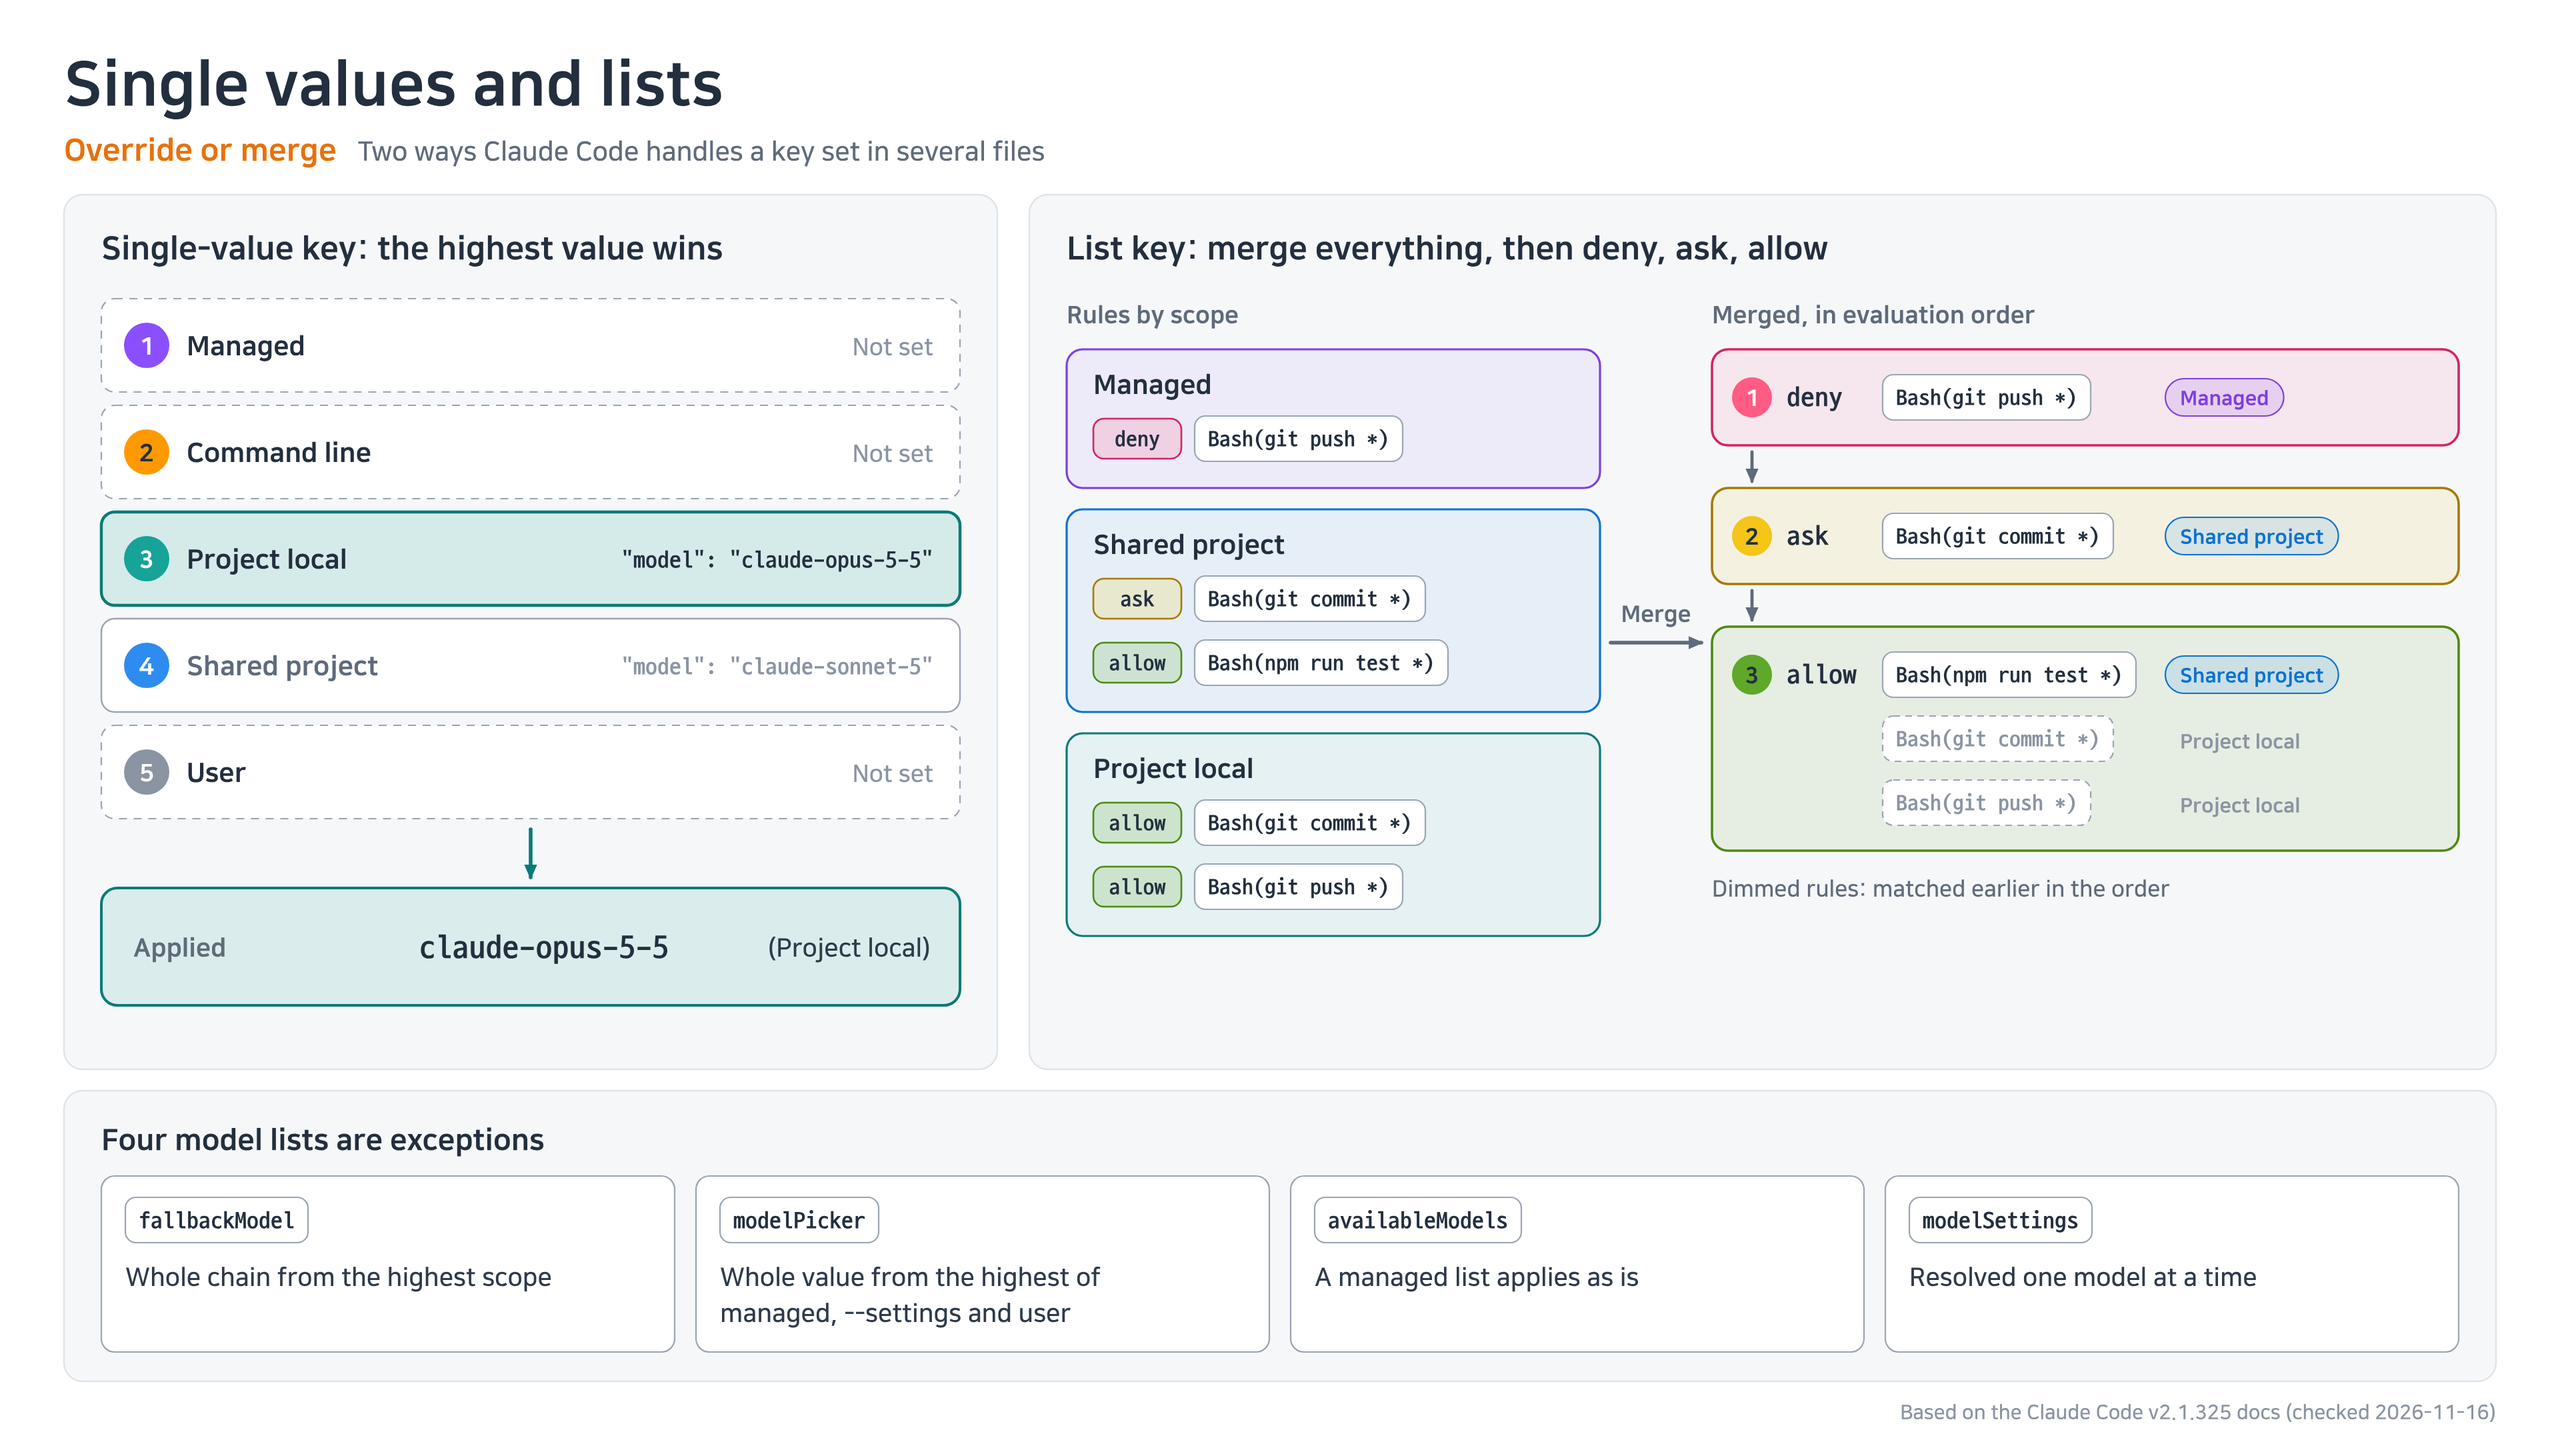 Single values and lists
Override or merge Two ways Claude Code handles a key set in several files
Single-value key: the highest value wins
1 Managed Not set
2 Command line Not set
3 Project local "model": "claude-opus-5-5"
4 Shared project "model": "claude-sonnet-5"
5 User Not set
Applied claude-opus-5-5 (Project local)
List key: merge everything, then deny, ask, allow
Rules by scope
Managed
deny Bash(git push *)
Shared project
ask Bash(git commit *)
allow Bash(npm run test *)
Project local
allow Bash(git commit *)
allow Bash(git push *)
Merge
Merged, in evaluation order
1 deny Bash(git push *) Managed
2 ask Bash(git commit *) Shared project
3 allow Bash(npm run test *) Shared project
Bash(git commit *) Project local
Bash(git push *) Project local
Dimmed rules: matched earlier in the order
Four model lists are exceptions
fallbackModel
Whole chain from the highest scope
modelPicker
Whole value from the highest of
managed, --settings and user
availableModels
A managed list applies as is
modelSettings
Resolved one model at a time
Based on the Claude Code v2.1.325 docs (checked 2026-11-16)